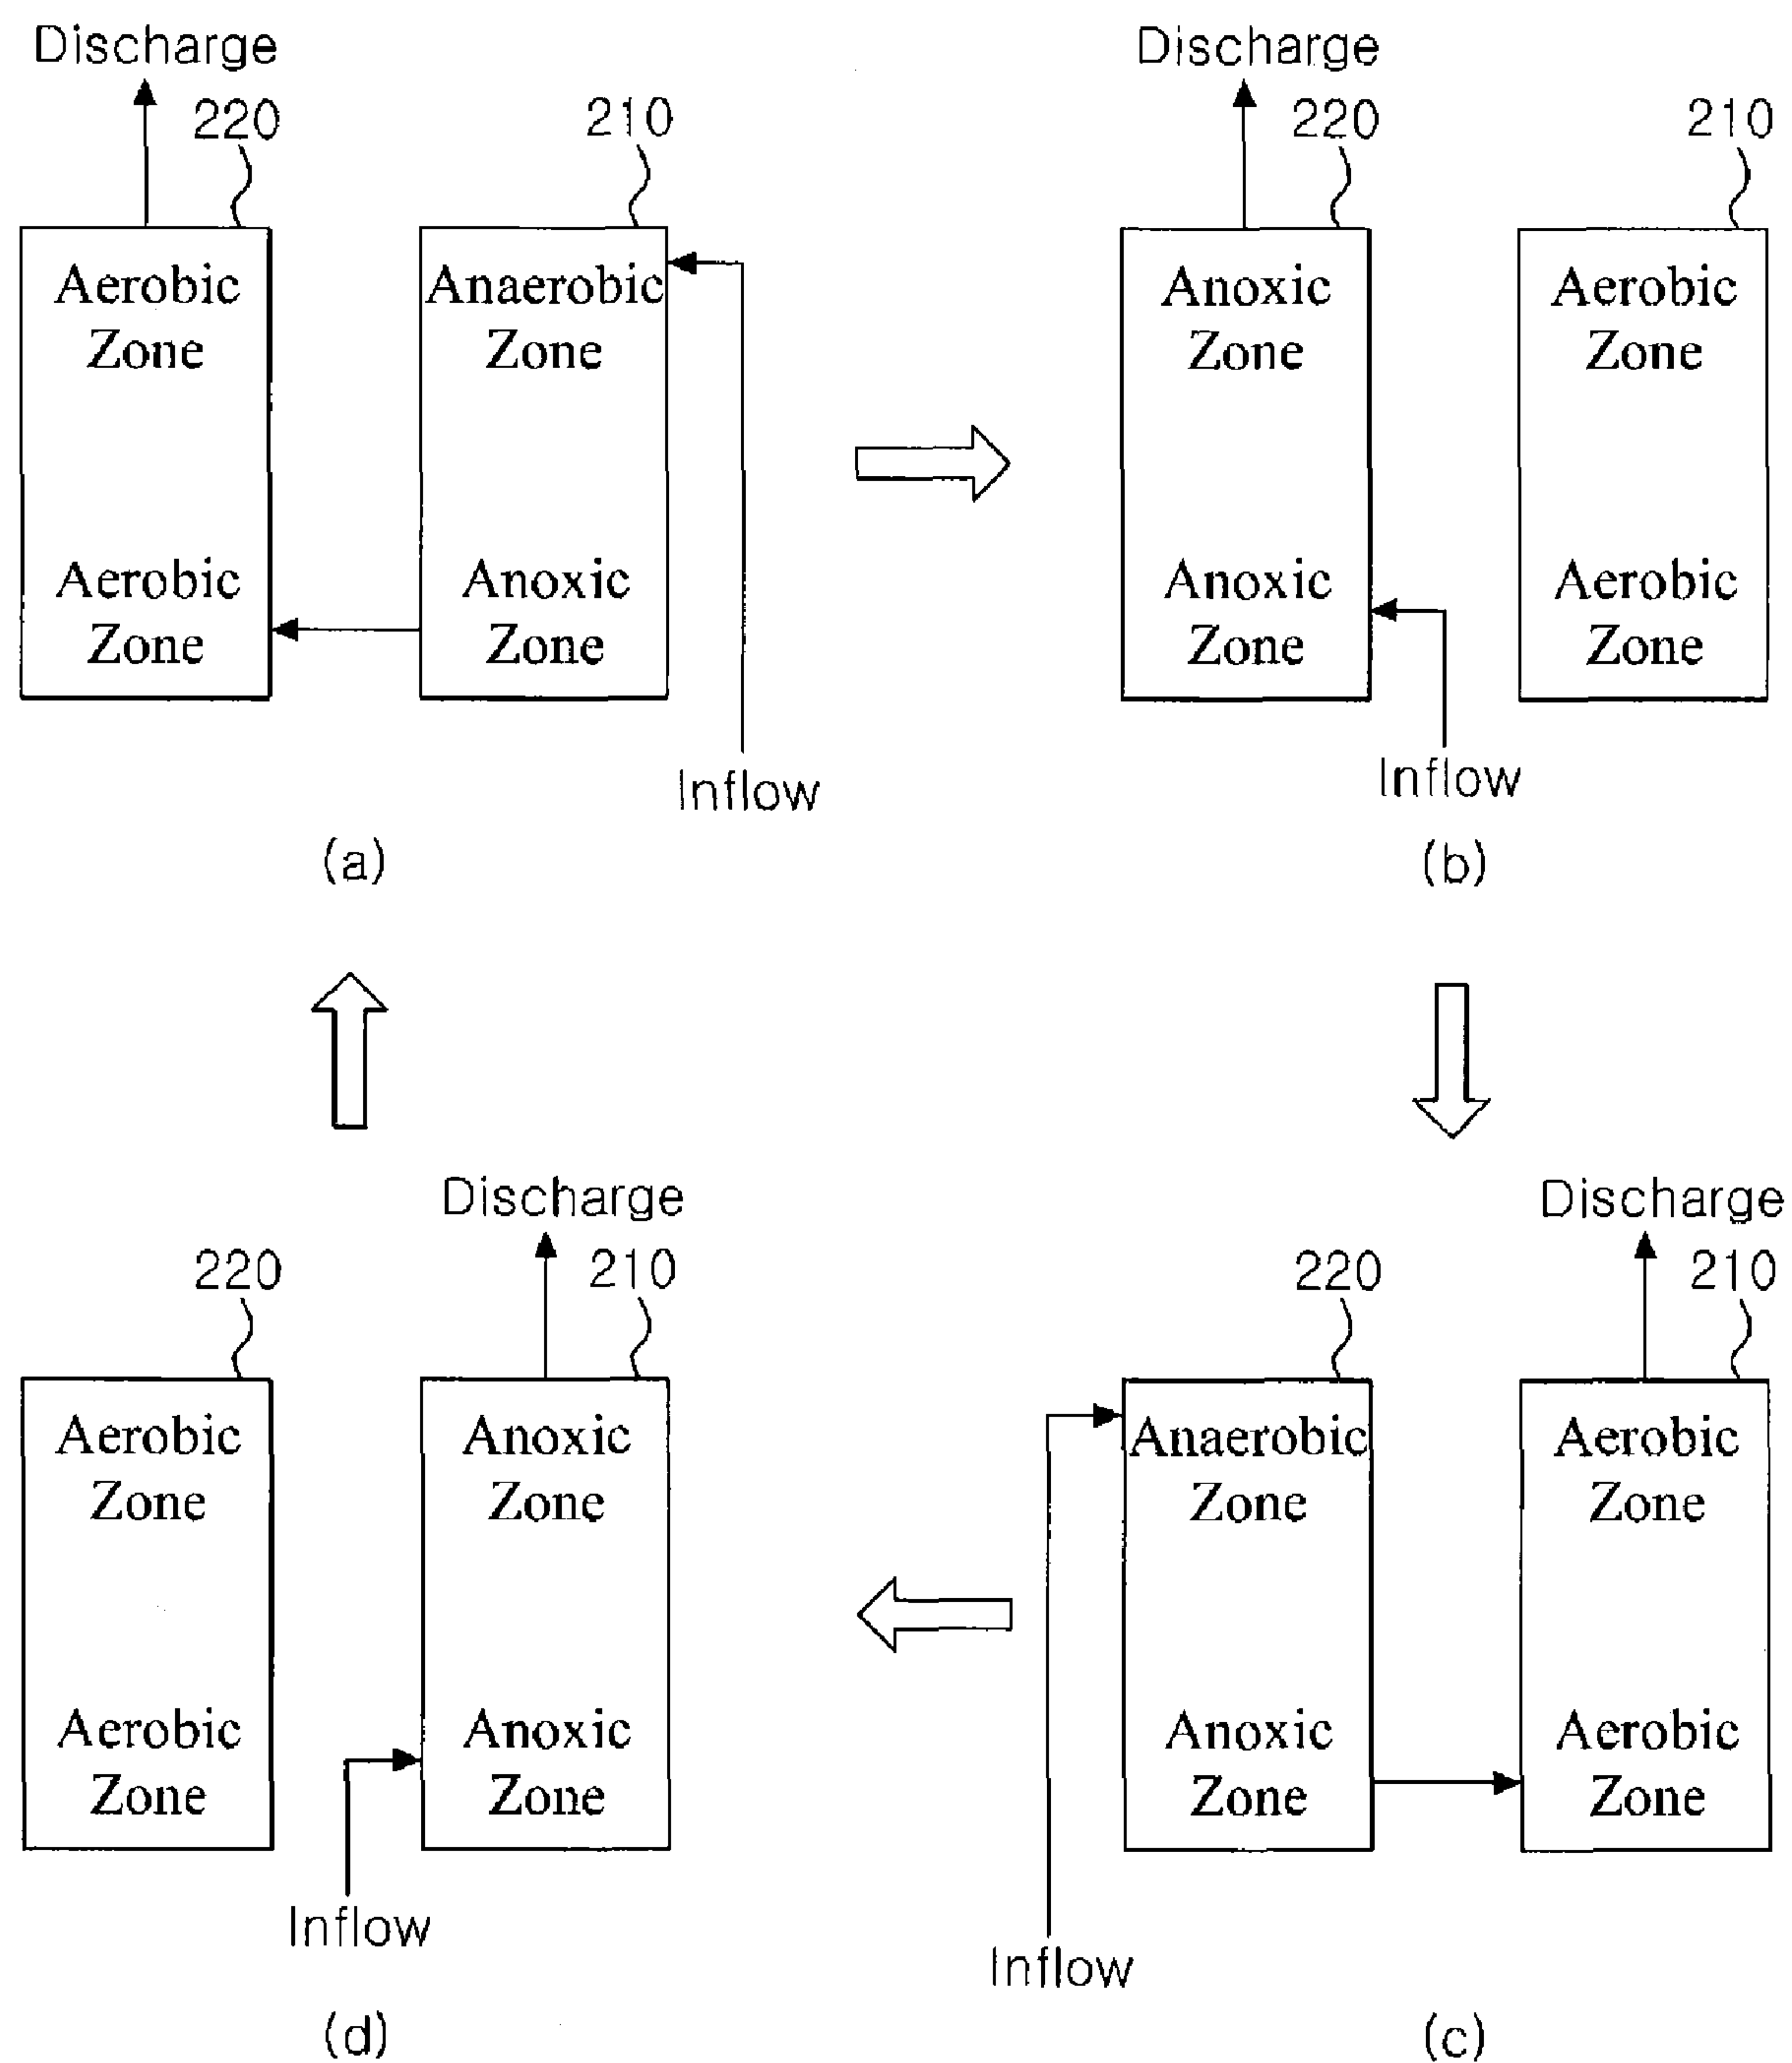 Discharge
220
210
Aerobic
Zone
Anaerobic
Zone
Aerobic
Zone
Anoxic
Zone
Inflow
(a)
Discharge
220
210
Anoxic
Zone
Aerobic
Zone
Anoxic
Zone
Aerobic
Zone
Inflow
(b)
Discharge
220
210
Aerobic
Zone
Anoxic
Zone
Aerobic
Zone
Anoxic
Zone
Inflow
(d)
Discharge
220
210
Anaerobic
Zone
Aerobic
Zone
Anoxic
Zone
Aerobic
Zone
Inflow
(c)